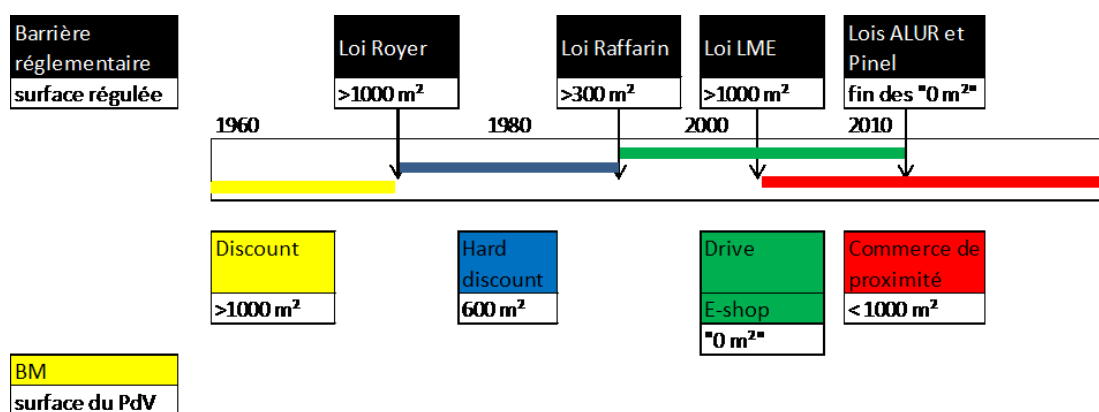 Barrière
réglementaire
surface régulée
Loi Royer
>1000 m²
Loi Raffarin
>300 m²
Loi LME
>1000 m²
Lois ALUR et
Pinel
fin des "0 m²"
1960
1980
2000
2010
Discount
>1000 m²
Hard
discount
600 m²
Drive
E-shop
"0 m²"
Commerce de
proximité
< 1000 m²
BM
surface du PdV